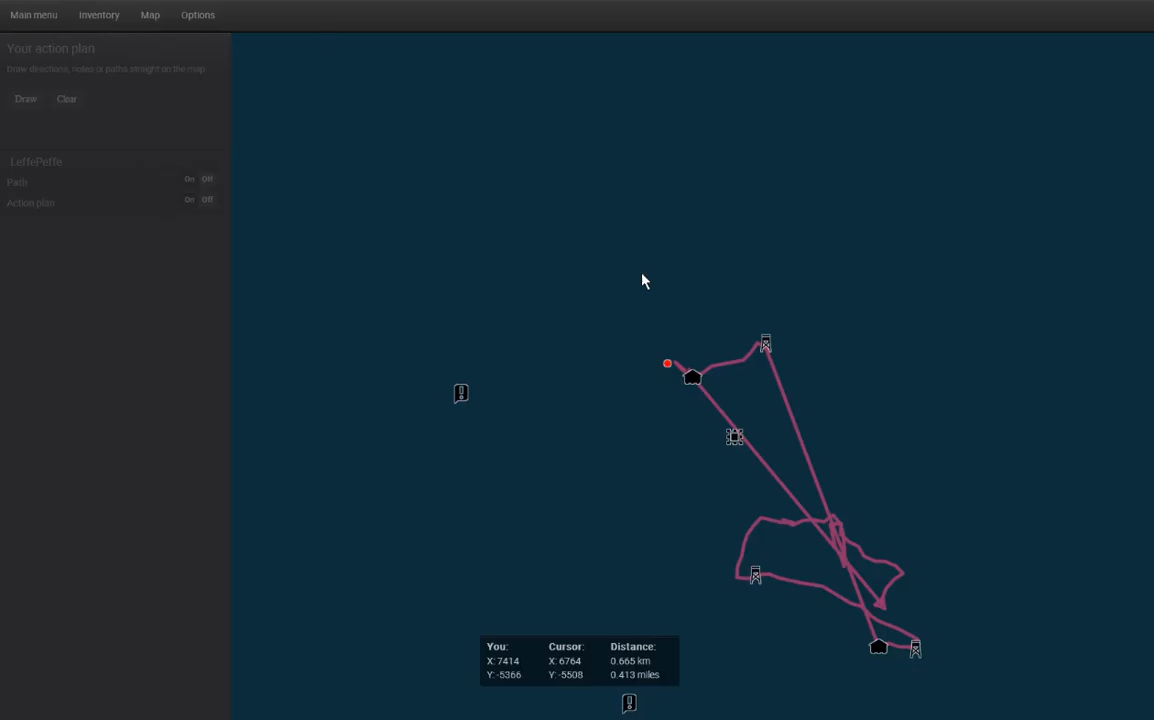 Main menu Inventory Map Options
Your action plan
Draw directions, notes or paths straight on the map
Draw Clear
LeffePeffe
Path On Off
Action plan On Off
You: Cursor: Distance:
X: 7414 X: 6764 0.665 km
Y: -5366 Y: -5508 0.413 miles